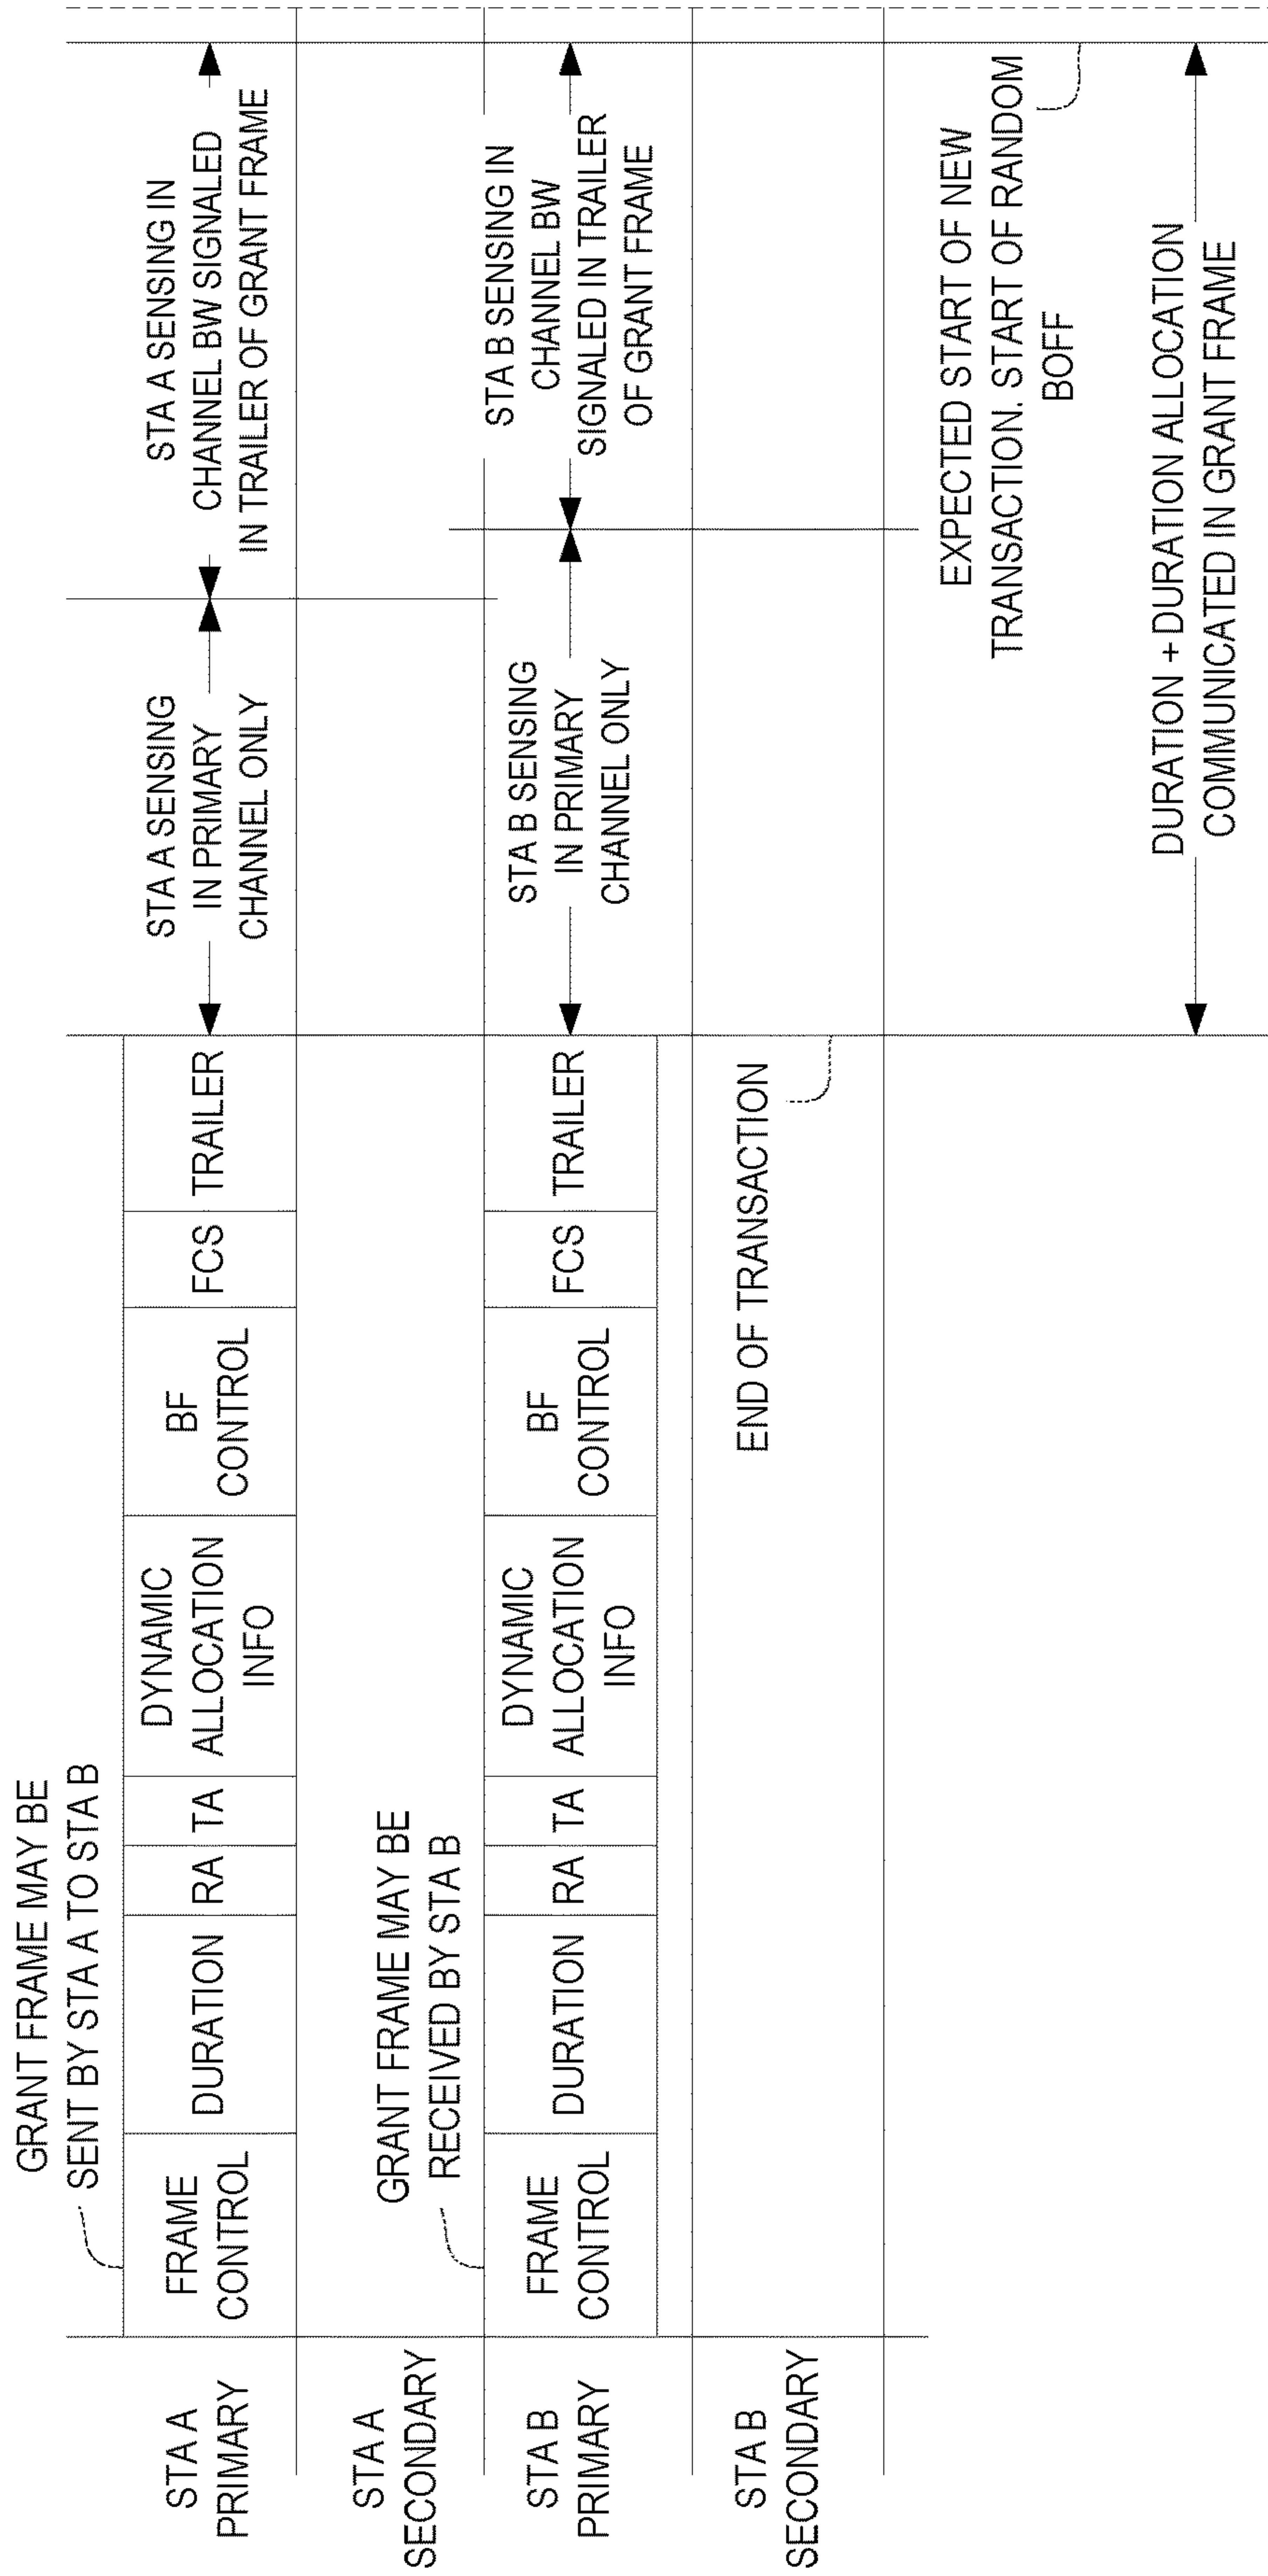 GRANT FRAME MAY BE
SENT BY STA A TO STA B
STA A
PRIMARY
FRAME
CONTROL
DURATION
RA
TA
DYNAMIC
ALLOCATION
INFO
BF
CONTROL
FCS
TRAILER
STA A SENSING
IN PRIMARY
CHANNEL ONLY
STA A SENSING IN
CHANNEL BW SIGNALED
IN TRAILER OF GRANT FRAME
STA A
SECONDARY
GRANT FRAME MAY BE
RECEIVED BY STA B
STA B
PRIMARY
FRAME
CONTROL
DURATION
RA
TA
DYNAMIC
ALLOCATION
INFO
BF
CONTROL
FCS
TRAILER
STA B SENSING
IN PRIMARY
CHANNEL ONLY
STA B SENSING IN
CHANNEL BW
SIGNALED IN TRAILER
OF GRANT FRAME
STA B
SECONDARY
END OF TRANSACTION
EXPECTED START OF NEW
TRANSACTION. START OF RANDOM
BOFF
DURATION + DURATION ALLOCATION
COMMUNICATED IN GRANT FRAME